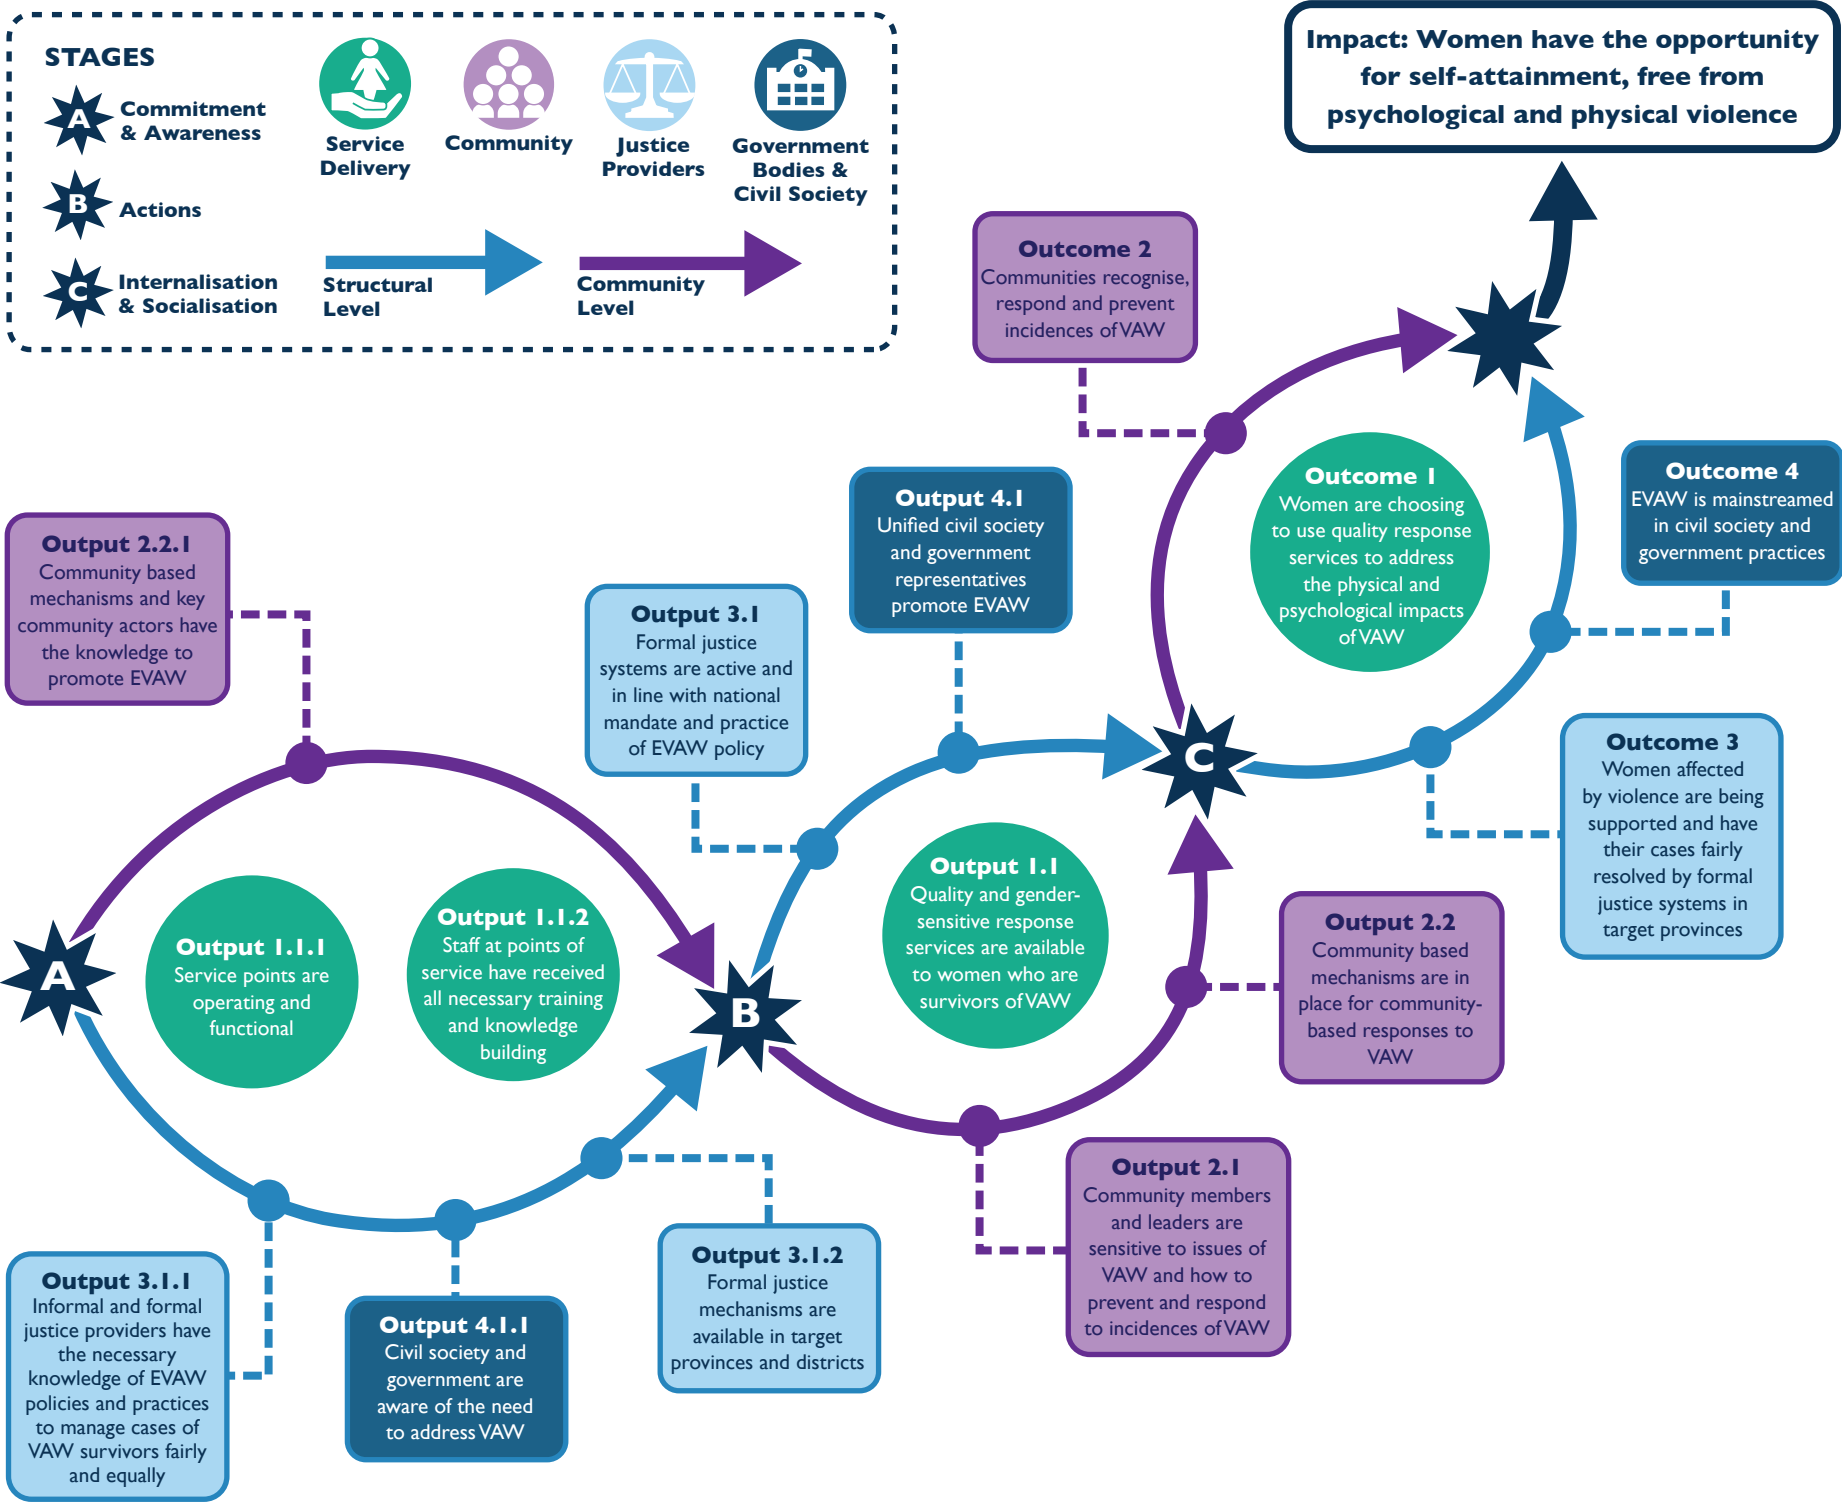 STAGES
A
Commitment
& Awareness
B
Actions
C
Internalisation
& Socialisation
Service
Delivery
Community
Justice
Providers
Government
Bodies &
Civil Society
Structural
Level
Community
Level
Impact: Women have the opportunity
for self-attainment, free from
psychological and physical violence
Outcome 2
Communities recognise,
respond and prevent
incidences of VAW
Outcome 1
Women are choosing
to use quality response
services to address
the physical and
psychological impacts
of VAW
Outcome 4
EVAW is mainstreamed
in civil society and
government practices
Output 4.1
Unified civil society
and government
representatives
promote EVAW
Output 2.2.1
Community based
mechanisms and key
community actors have
the knowledge to
promote EVAW
Output 3.1
Formal justice
systems are active and
in line with national
mandate and practice
of EVAW policy
C
Outcome 3
Women affected
by violence are being
supported and have
their cases fairly
resolved by formal
justice systems in
target provinces
Output 1.1
Quality and gender-
sensitive response
services are available
to women who are
survivors of VAW
Output 2.2
Community based
mechanisms are in
place for community-
based responses to
VAW
A
Output 1.1.1
Service points are
operating and
functional
Output 1.1.2
Staff at points of
service have received
all necessary training
and knowledge
building
B
Output 2.1
Community members
and leaders are
sensitive to issues of
VAW and how to
prevent and respond
to incidences of VAW
Output 3.1.1
Informal and formal
justice providers have
the necessary
knowledge of EVAW
policies and practices
to manage cases of
VAW survivors fairly
and equally
Output 4.1.1
Civil society and
government are
aware of the need
to address VAW
Output 3.1.2
Formal justice
mechanisms are
available in target
provinces and districts